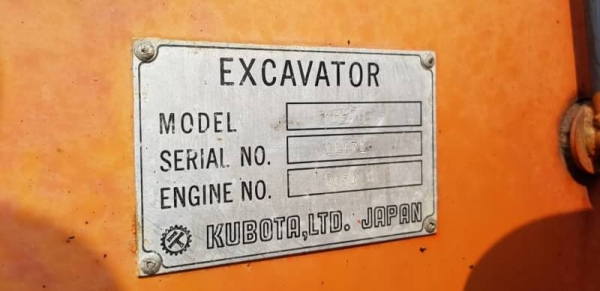 EXCAVATOR
MODEL
SERIAL NO.
ENGINE NO.
KUBOTA,LTD. JAPAN